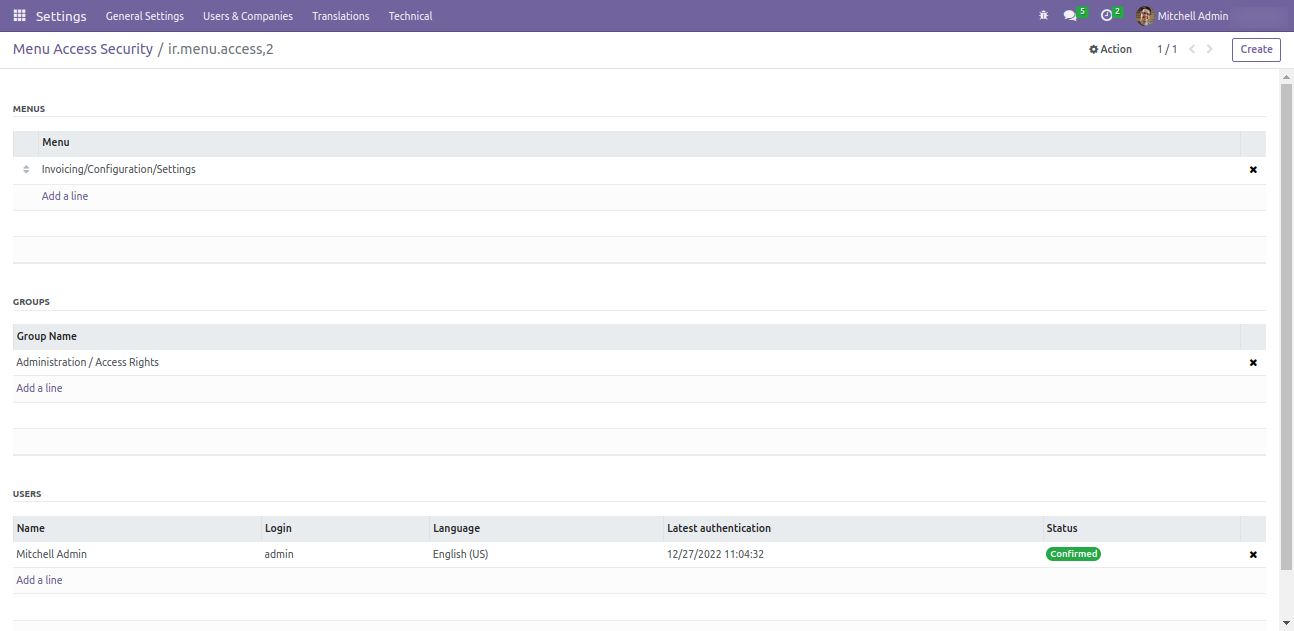 Settings General Settings Users & Companies Translations Technical 5 2 Mitchell Admin
Menu Access Security / ir.menu.access,2 Action 1 / 1 Create
MENUS
Menu
Invoicing/Configuration/Settings
Add a line
GROUPS
Group Name
Administration / Access Rights
Add a line
USERS
Name Login Language Latest authentication Status
Mitchell Admin admin English (US) 12/27/2022 11:04:32 Confirmed
Add a line